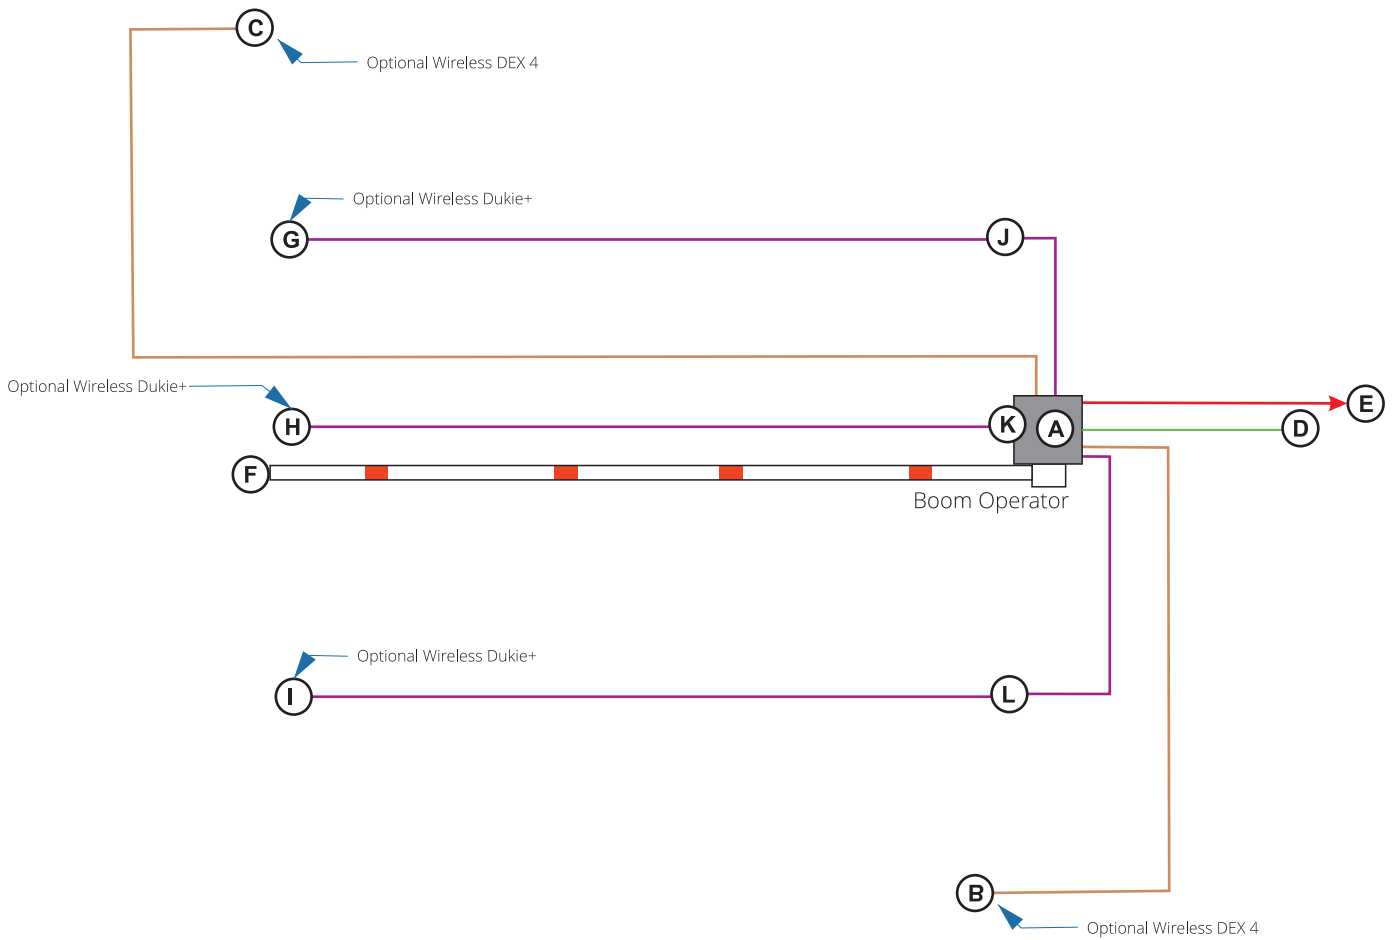 C
Optional Wireless DEX 4
Optional Wireless Dukie+
G
J
Optional Wireless Dukie+
H
K
A
E
D
F
Boom Operator
Optional Wireless Dukie+
I
L
B
Optional Wireless DEX 4